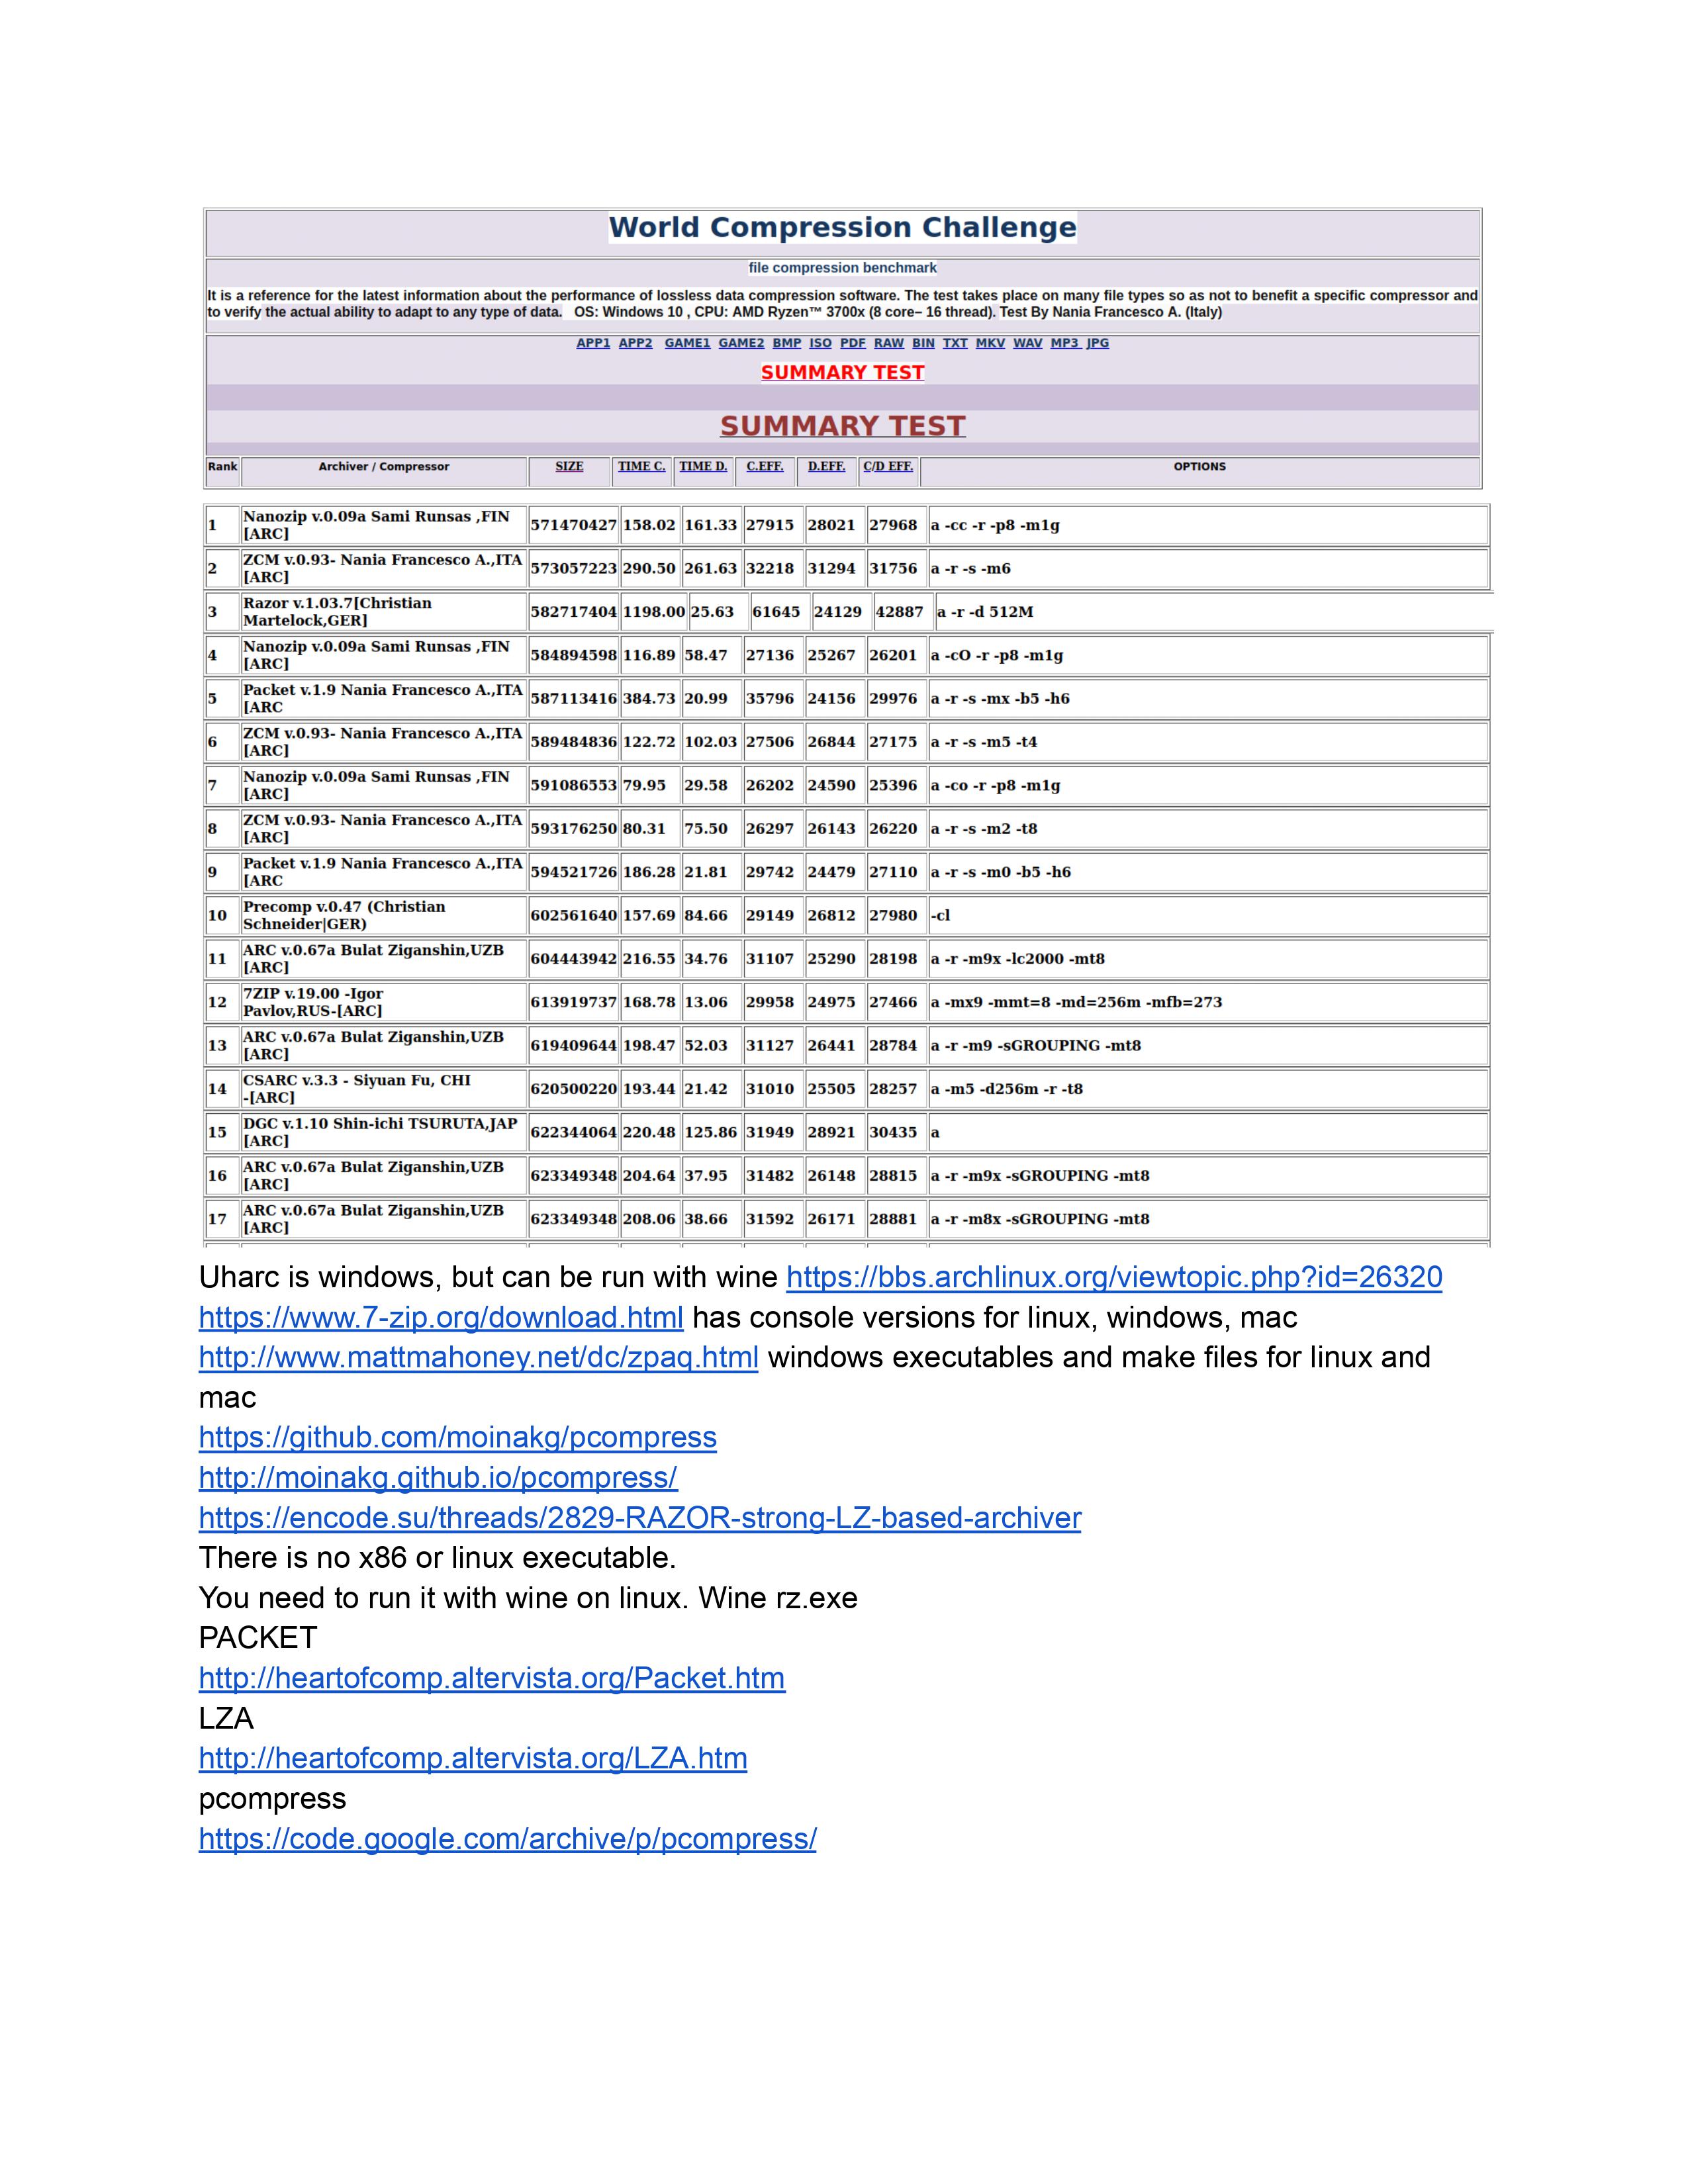 World Compression Challenge
file compression benchmark
It is a reference for the latest information about the performance of lossless data compression software. The test takes place on many file types so as not to benefit a specific compressor and
to verify the actual ability to adapt to any type of data.   OS: Windows 10 , CPU: AMD Ryzen™ 3700x (8 core– 16 thread). Test By Nania Francesco A. (Italy)
APP1 APP2 GAME1 GAME2 BMP ISO PDF RAW BIN TXT MKV WAV MP3 JPG
SUMMARY TEST
SUMMARY TEST
Rank Archiver / Compressor SIZE TIME C. TIME D. C.EFF. D.EFF. C/D EFF. OPTIONS
1 Nanozip v.0.09a Sami Runsas ,FIN
[ARC] 571470427 158.02 161.33 27915 28021 27968 a -cc -r -p8 -m1g
2 ZCM v.0.93- Nania Francesco A.,ITA
[ARC] 573057223 290.50 261.63 32218 31294 31756 a -r -s -m6
3 Razor v.1.03.7[Christian
Martelock,GER] 582717404 1198.00 25.63 61645 24129 42887 a -r -d 512M
4 Nanozip v.0.09a Sami Runsas ,FIN
[ARC] 584894598 116.89 58.47 27136 25267 26201 a -cO -r -p8 -m1g
5 Packet v.1.9 Nania Francesco A.,ITA
[ARC 587113416 384.73 20.99 35796 24156 29976 a -r -s -mx -b5 -h6
6 ZCM v.0.93- Nania Francesco A.,ITA
[ARC] 589484836 122.72 102.03 27506 26844 27175 a -r -s -m5 -t4
7 Nanozip v.0.09a Sami Runsas ,FIN
[ARC] 591086553 79.95 29.58 26202 24590 25396 a -co -r -p8 -m1g
8 ZCM v.0.93- Nania Francesco A.,ITA
[ARC] 593176250 80.31 75.50 26297 26143 26220 a -r -s -m2 -t8
9 Packet v.1.9 Nania Francesco A.,ITA
[ARC 594521726 186.28 21.81 29742 24479 27110 a -r -s -m0 -b5 -h6
10 Precomp v.0.47 (Christian
Schneider|GER) 602561640 157.69 84.66 29149 26812 27980 -cl
11 ARC v.0.67a Bulat Ziganshin,UZB
[ARC] 604443942 216.55 34.76 31107 25290 28198 a -r -m9x -lc2000 -mt8
12 7ZIP v.19.00 -Igor
Pavlov,RUS-[ARC] 613919737 168.78 13.06 29958 24975 27466 a -mx9 -mmt=8 -md=256m -mfb=273
13 ARC v.0.67a Bulat Ziganshin,UZB
[ARC] 619409644 198.47 52.03 31127 26441 28784 a -r -m9 -sGROUPING -mt8
14 CSARC v.3.3 - Siyuan Fu, CHI
-[ARC] 620500220 193.44 21.42 31010 25505 28257 a -m5 -d256m -r -t8
15 DGC v.1.10 Shin-ichi TSURUTA,JAP
[ARC] 622344064 220.48 125.86 31949 28921 30435 a
16 ARC v.0.67a Bulat Ziganshin,UZB
[ARC] 623349348 204.64 37.95 31482 26148 28815 a -r -m9x -sGROUPING -mt8
17 ARC v.0.67a Bulat Ziganshin,UZB
[ARC] 623349348 208.06 38.66 31592 26171 28881 a -r -m8x -sGROUPING -mt8
Uharc is windows, but can be run with wine https://bbs.archlinux.org/viewtopic.php?id=26320
https://www.7-zip.org/download.html has console versions for linux, windows, mac
http://www.mattmahoney.net/dc/zpaq.html windows executables and make files for linux and
mac
https://github.com/moinakg/pcompress
http://moinakg.github.io/pcompress/
https://encode.su/threads/2829-RAZOR-strong-LZ-based-archiver
There is no x86 or linux executable.
You need to run it with wine on linux. Wine rz.exe
PACKET
http://heartofcomp.altervista.org/Packet.htm
LZA
http://heartofcomp.altervista.org/LZA.htm
pcompress
https://code.google.com/archive/p/pcompress/